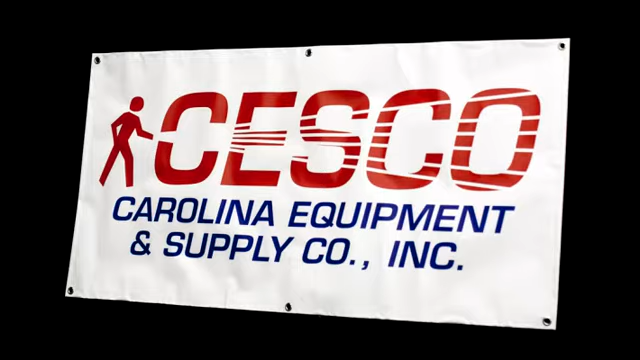 CESCO
CAROLINA EQUIPMENT
& SUPPLY CO., INC.